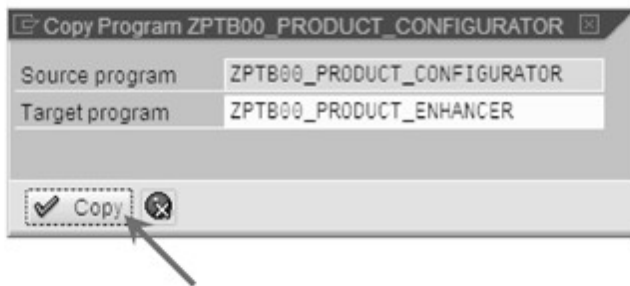 Copy Program ZPTB00_PRODUCT_CONFIGURATOR
Source program ZPTB00_PRODUCT_CONFIGURATOR
Target program ZPTB00_PRODUCT_ENHANCER
Copy